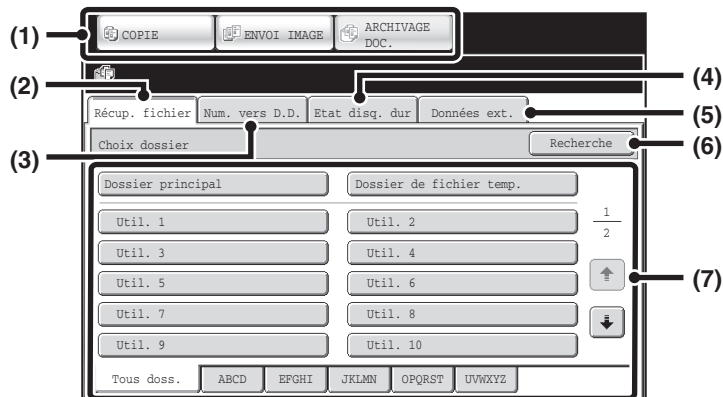 (1) COPIE ENVOI IMAGE ARCHIVAGE DOC.
(2) (4)
Récup. fichier Num. vers D.D. Etat disq. dur Données ext. (5)
(3) Choix dossier Recherche (6)
Dossier principal Dossier de fichier temp.
Util. 1 Util. 2 1
2
Util. 3 Util. 4
Util. 5 Util. 6 (7)
Util. 7 Util. 8
Util. 9 Util. 10
Tous doss. ABCD EFGHI JKLMN OPQRST UVWXYZ